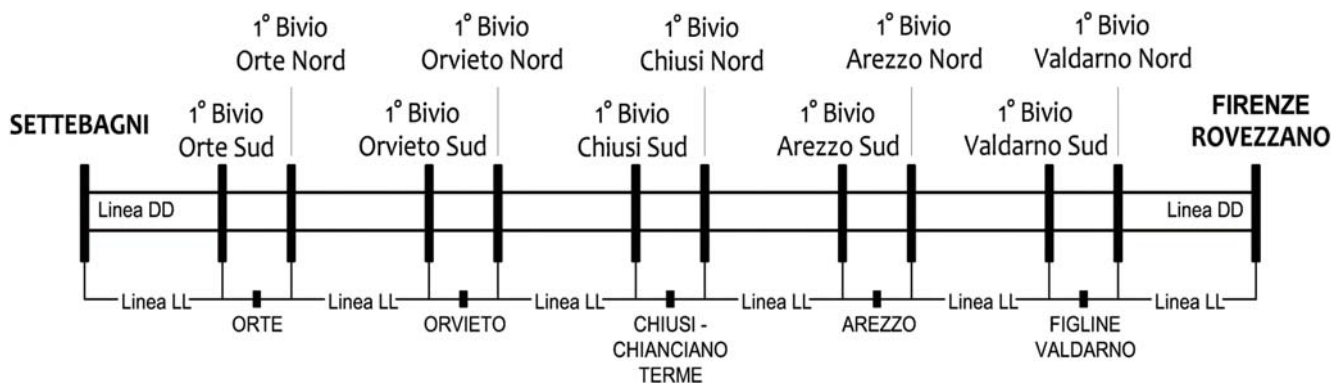 1° Bivio
Orte Nord
1° Bivio
Orvieto Nord
1° Bivio
Chiusi Nord
1° Bivio
Arezzo Nord
1° Bivio
Valdarno Nord
SETTEBAGNI
1° Bivio
Orte Sud
1° Bivio
Orvieto Sud
1° Bivio
Chiusi Sud
1° Bivio
Arezzo Sud
1° Bivio
Valdarno Sud
FIRENZE
ROVEZZANO
Linea DD
Linea DD
Linea LL
Linea LL
Linea LL
Linea LL
Linea LL
Linea LL
ORTE
ORVIETO
CHIUSI -
CHIANCIANO
TERME
AREZZO
FIGLINE
VALDARNO